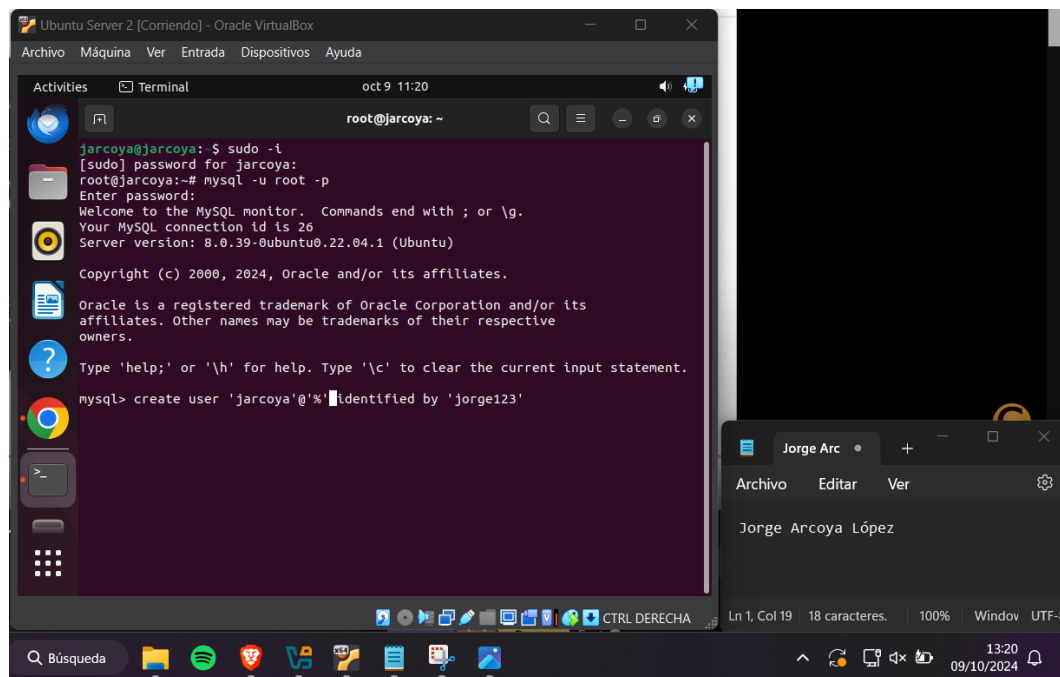 Ubuntu Server 2 [Corriendo] - Oracle VirtualBox
Archivo Máquina Ver Entrada Dispositivos Ayuda
Activities Terminal oct 9 11:20
root@jarcoya: ~
jarcoya@jarcoya:~$ sudo -i
[sudo] password for jarcoya:
root@jarcoya:~# mysql -u root -p
Enter password:
Welcome to the MySQL monitor.  Commands end with ; or \g.
Your MySQL connection id is 26
Server version: 8.0.39-0ubuntu0.22.04.1 (Ubuntu)
Copyright (c) 2000, 2024, Oracle and/or its affiliates.
Oracle is a registered trademark of Oracle Corporation and/or its
affiliates. Other names may be trademarks of their respective
owners.
Type 'help;' or '\h' for help. Type '\c' to clear the current input statement.
mysql> create user 'jarcoya'@'%' identified by 'jorge123'
CTRL DERECHA
Jorge Arc
Archivo Editar Ver
Jorge Arcoya López
Ln 1, Col 19 18 caracteres. 100% Window UTF-
Búsqueda
x64
13:20
09/10/2024